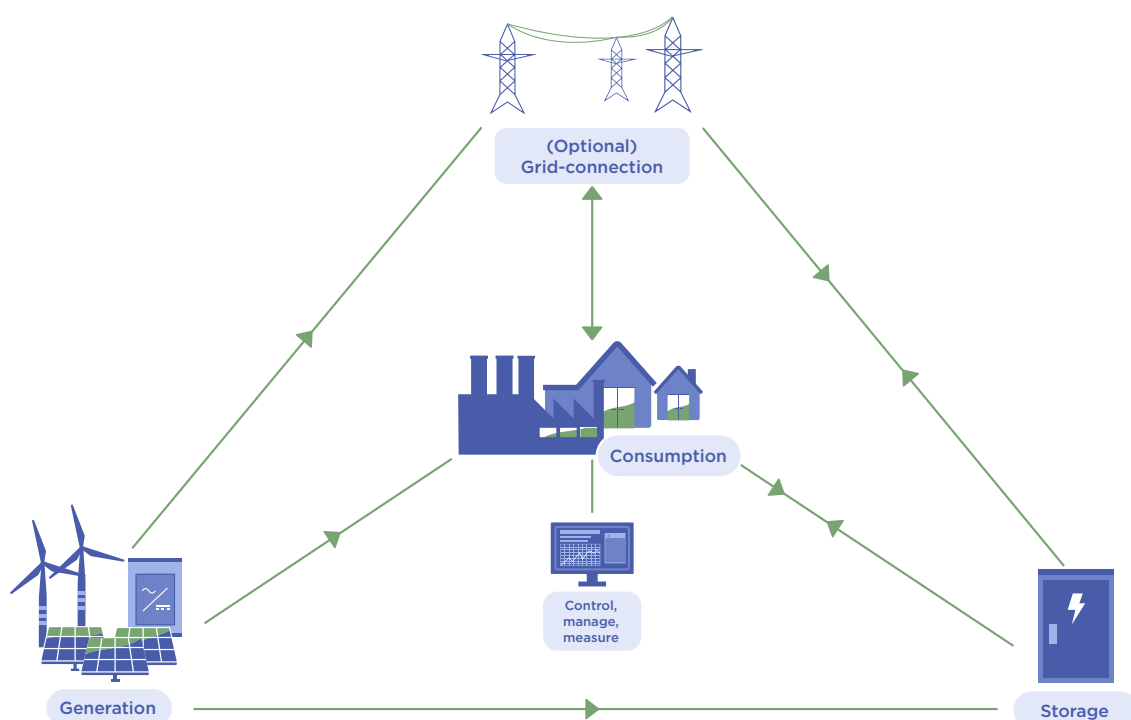 (Optional)
Grid-connection
Consumption
Control,
manage,
measure
Generation
Storage